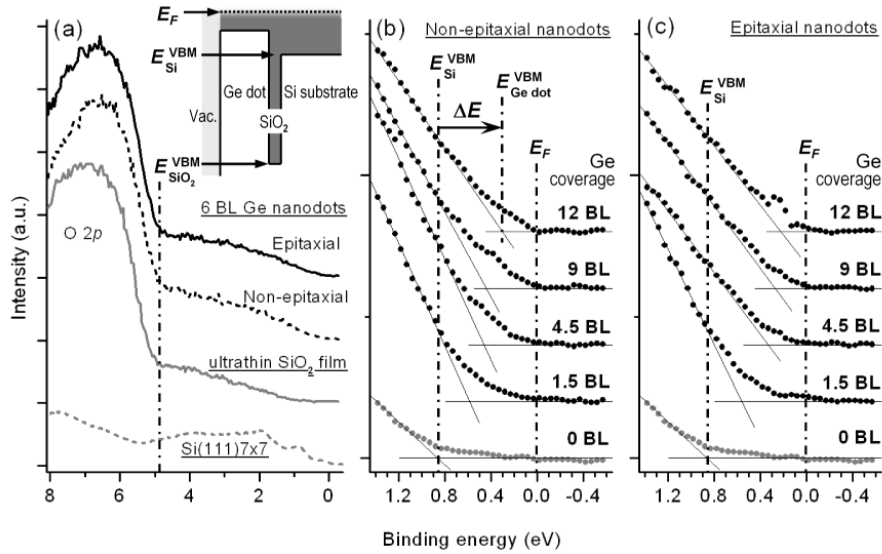 (a)
E_F
E_Si^VBM
Vac.
Ge dot
Si substrate
SiO₂
E_SiO₂^VBM
6 BL Ge nanodots
O 2p
Epitaxial
Non-epitaxial
ultrathin SiO₂ film
Si(111)7x7
Intensity (a.u.)
8 6 4 2 0
(b) Non-epitaxial nanodots
E_Si^VBM
E_Ge dot^VBM
ΔE
E_F
Ge
coverage
12 BL
9 BL
4.5 BL
1.5 BL
0 BL
1.2 0.8 0.4 0.0 -0.4
(c) Epitaxial nanodots
E_Si^VBM
E_F
Ge
coverage
12 BL
9 BL
4.5 BL
1.5 BL
0 BL
1.2 0.8 0.4 0.0 -0.4
Binding energy (eV)